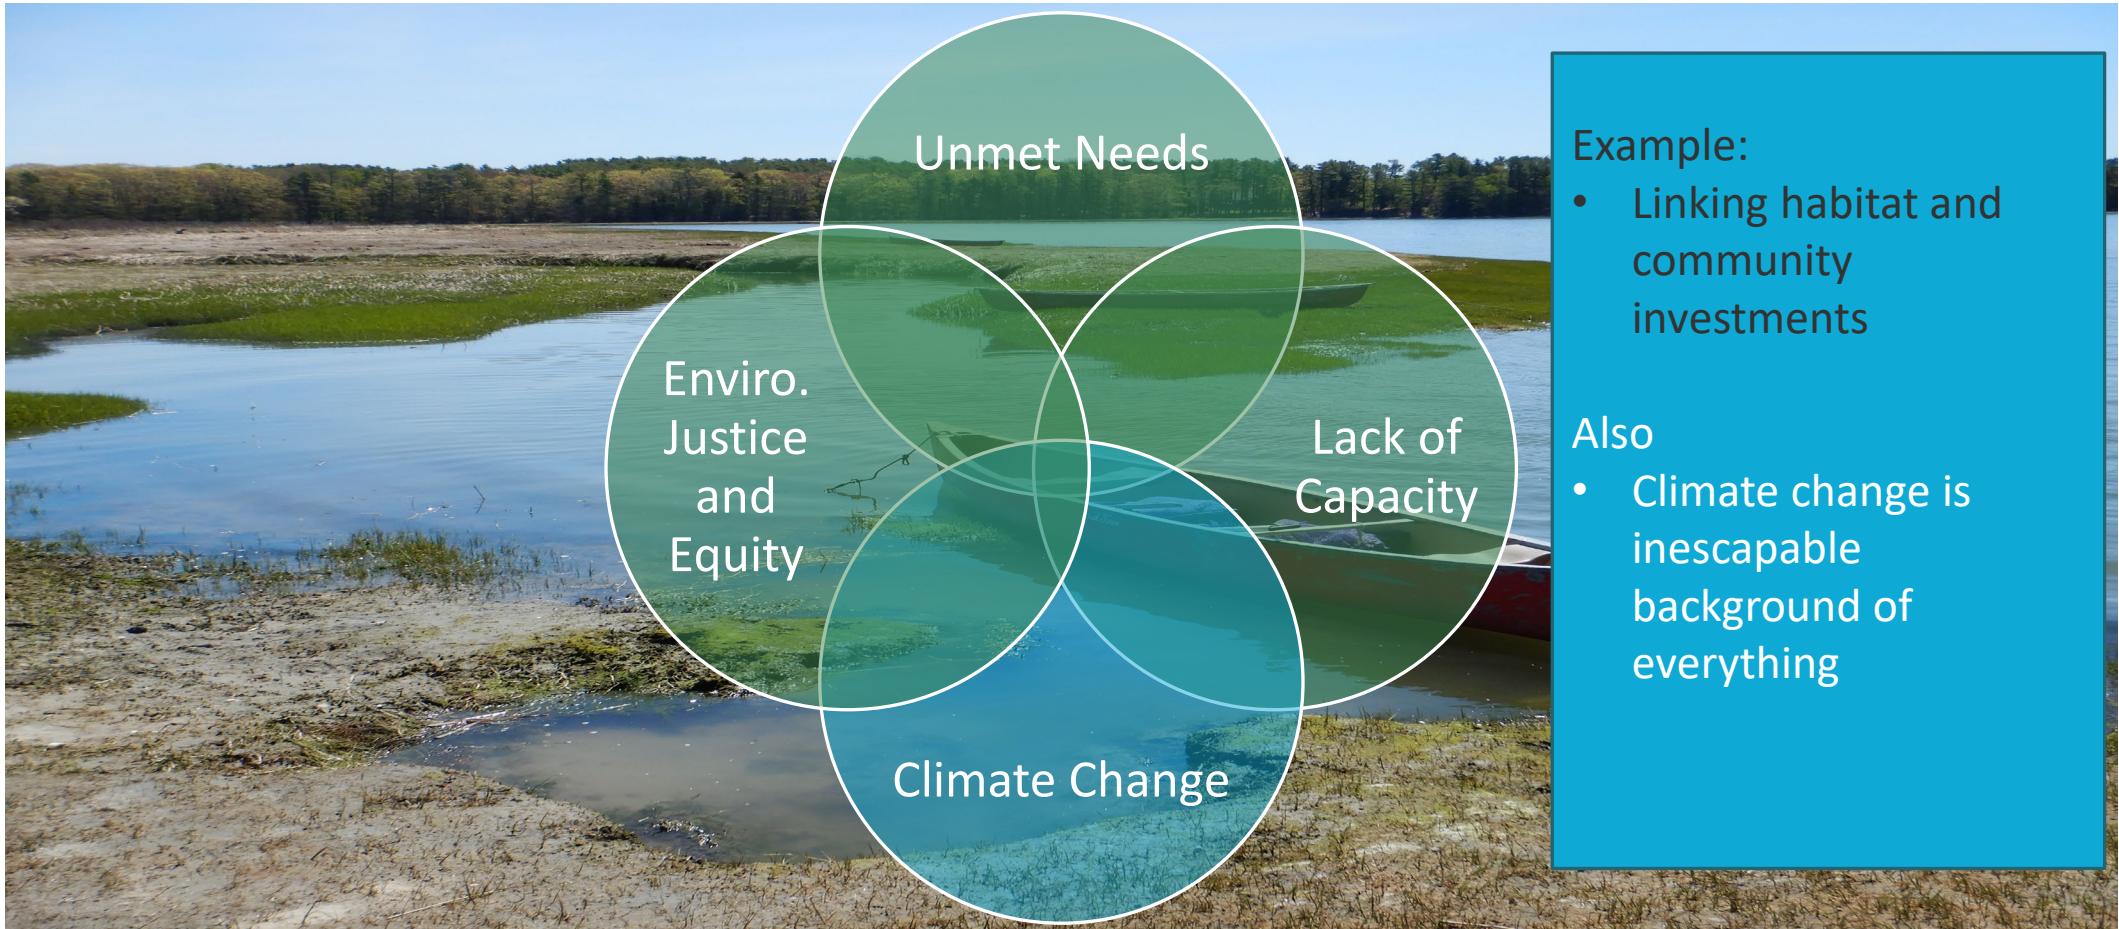 Unmet Needs
Enviro.
Justice
and
Equity
Lack of
Capacity
Climate Change
Example:
• Linking habitat and
community
investments
Also
• Climate change is
inescapable
background of
everything